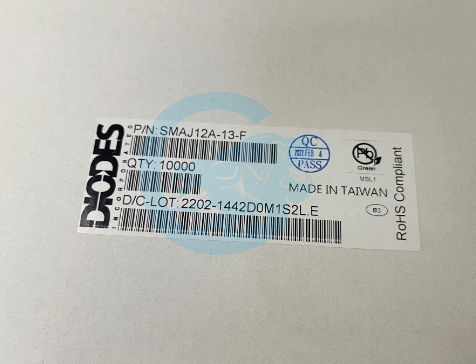 DIODES
INCORPORATED
P/N: SMAJ12A-13-F
QTY: 10000
D/C-LOT: 2202-1442D0M1S2L.E
QC
PASS
Pb
Green
MSL1
MADE IN TAIWAN
e3
RoHS Compliant